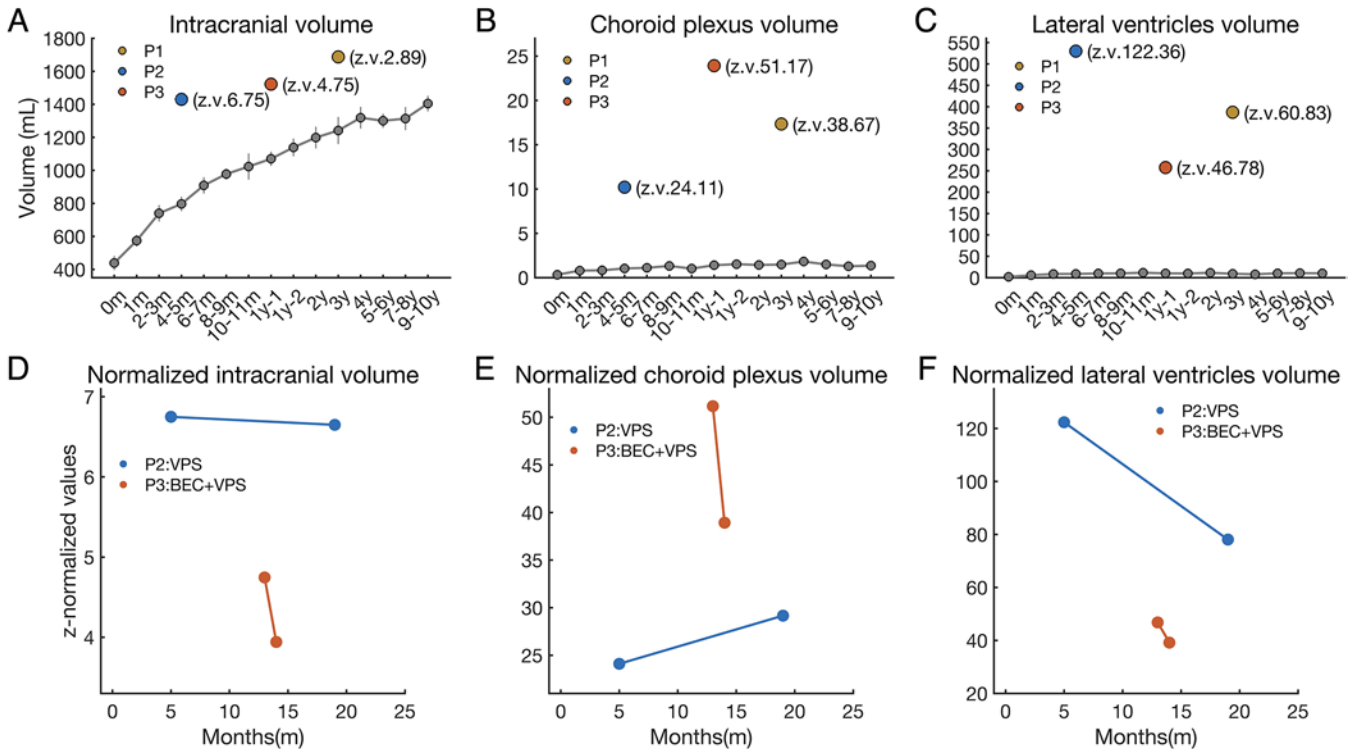 A
Intracranial volume
Volume (mL)
1800
1600
1400
1200
1000
800
600
400
P1
P2
P3
(z.v.6.75)
(z.v.4.75)
(z.v.2.89)
0m
1m
2-3m
4-5m
6-7m
8-9m
10-11m
1y-1
1y-2
2y
3y
4y
5-6y
7-8y
9-10y
B
Choroid plexus volume
25
20
15
10
5
0
P1
P2
P3
(z.v.24.11)
(z.v.51.17)
(z.v.38.67)
0m
1m
2-3m
4-5m
6-7m
8-9m
10-11m
1y-1
1y-2
2y
3y
4y
5-6y
7-8y
9-10y
C
Lateral ventricles volume
550
500
450
400
350
300
250
200
150
100
50
0
P1
P2
P3
(z.v.122.36)
(z.v.46.78)
(z.v.60.83)
0m
1m
2-3m
4-5m
6-7m
8-9m
10-11m
1y-1
1y-2
2y
3y
4y
5-6y
7-8y
9-10y
D
Normalized intracranial volume
z-normalized values
7
6
5
4
P2:VPS
P3:BEC+VPS
0
5
10
15
20
25
Months(m)
E
Normalized choroid plexus volume
50
45
40
35
30
25
P2:VPS
P3:BEC+VPS
0
5
10
15
20
25
Months(m)
F
Normalized lateral ventricles volume
120
100
80
60
40
20
P2:VPS
P3:BEC+VPS
0
5
10
15
20
25
Months(m)